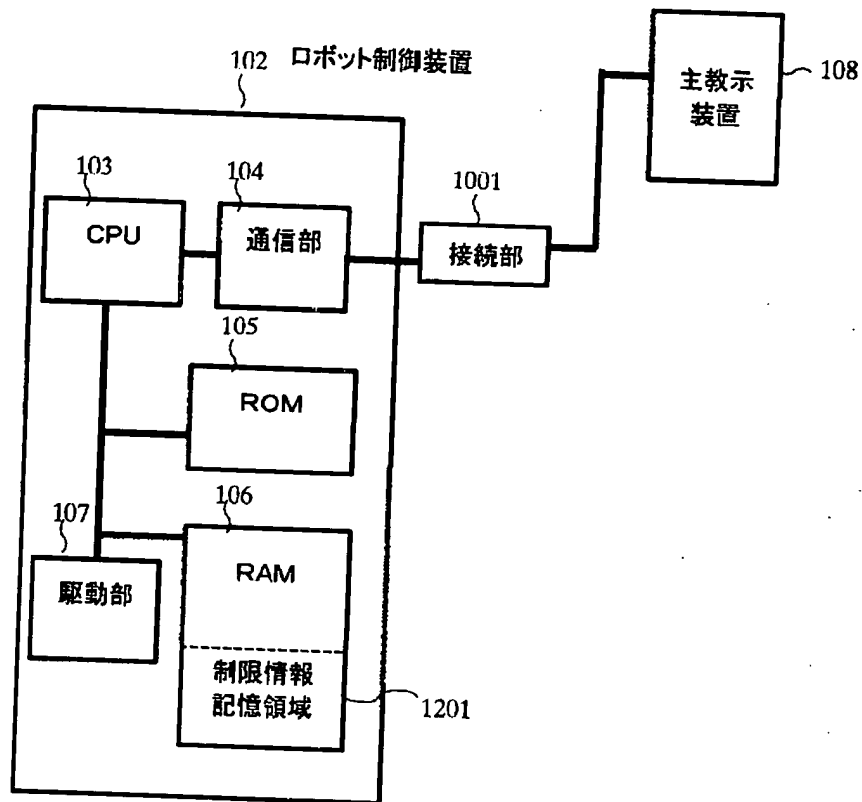 102 ロボット制御装置
主教示
装置
108
103
104
1001
CPU
通信部
接続部
105
ROM
106
107
RAM
駆動部
制限情報
記憶領域
1201